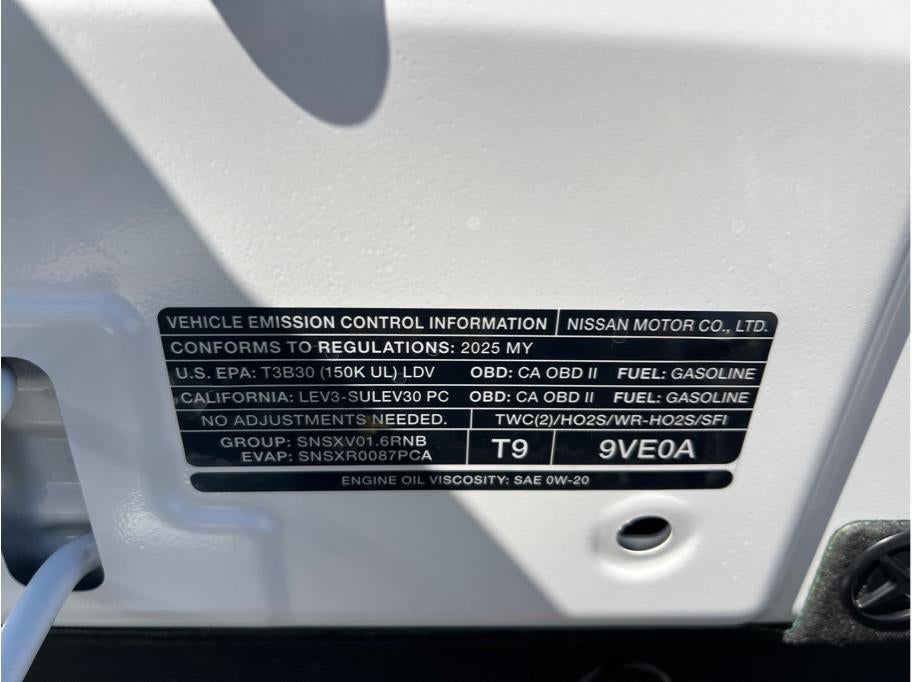 VEHICLE EMISSION CONTROL INFORMATION NISSAN MOTOR CO., LTD.
CONFORMS TO REGULATIONS: 2025 MY
U.S. EPA: T3B30 (150K UL) LDV OBD: CA OBD II FUEL: GASOLINE
CALIFORNIA: LEV3-SULEV30 PC OBD: CA OBD II FUEL: GASOLINE
NO ADJUSTMENTS NEEDED. TWC(2)/HO2S/WR-HO2S/SFI
GROUP: SNSXV01.6RNB
EVAP: SNSXR0087PCA
T9 9VE0A
ENGINE OIL VISCOSITY: SAE 0W-20